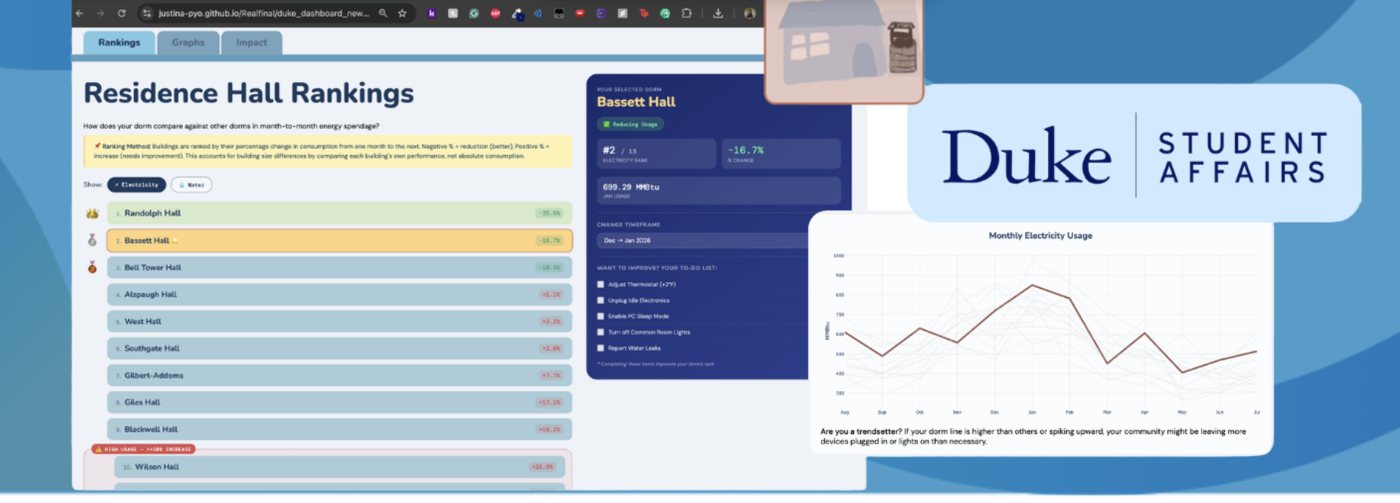 justina-pyo.github.io/Realfinal/duke_dashboard_new...
Rankings
Graphs
Impact
Residence Hall Rankings
How does your dorm compare against other dorms in month-to-month energy spendage?
Ranking Method: Buildings are ranked by their percentage change in consumption from one month to the next. Negative % = reduction (better), Positive % =
increase (needs improvement). This accounts for building size differences by comparing each building's own performance, not absolute consumption.
Show:
Electricity
Water
1. Randolph Hall
-25.5%
2. Bassett Hall
-16.7%
3. Bell Tower Hall
4. Alspaugh Hall
+1.1%
5. West Hall
6. Southgate Hall
7. Gilbert-Addoms
+7.7%
8. Giles Hall
9. Blackwell Hall
HIGH USAGE - >+20% INCREASE
10. Wilson Hall
YOUR SELECTED DORM
Bassett Hall
Reducing Usage
#2 / 13
ELECTRICITY RANK
-16.7%
% CHANGE
699.29 MMBtu
JAN USAGE
CHANGE TIMEFRAME
Dec → Jan 2026
WANT TO IMPROVE? YOUR TO-DO LIST:
Adjust Thermostat (+2°F)
Unplug Idle Electronics
Enable PC Sleep Mode
Turn off Common Room Lights
Report Water Leaks
* Completing these items improves your dorm's rank.
Duke
STUDENT
AFFAIRS
Monthly Electricity Usage
1000
900
800
700
600
500
400
300
MMBtu
Aug
Sep
Oct
Nov
Dec
Jan
Feb
Mar
Apr
May
Jun
Jul
Are you a trendsetter? If your dorm line is higher than others or spiking upward, your community might be leaving more
devices plugged in or lights on than necessary.